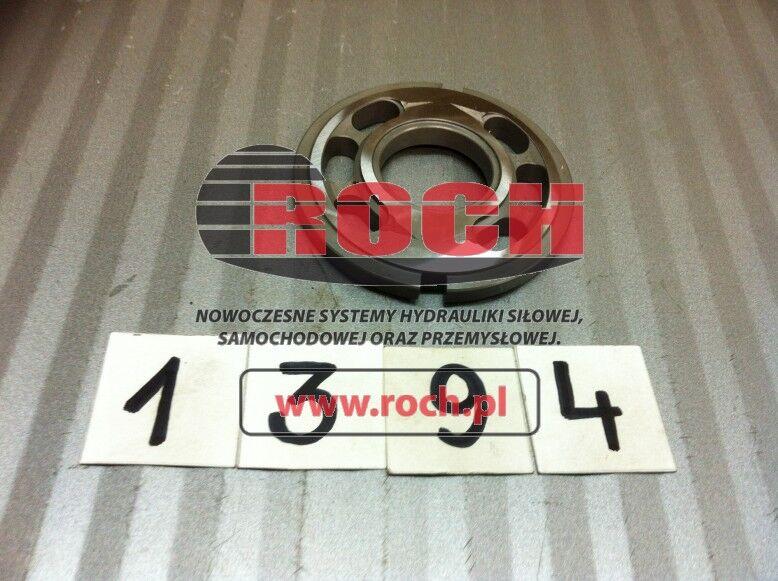 ROCH
NOWOCZESNE SYSTEMY HYDRAULIKI SIŁOWEJ,
SAMOCHODOWEJ ORAZ PRZEMYSŁOWEJ.
www.roch.pl
1 3 9 4